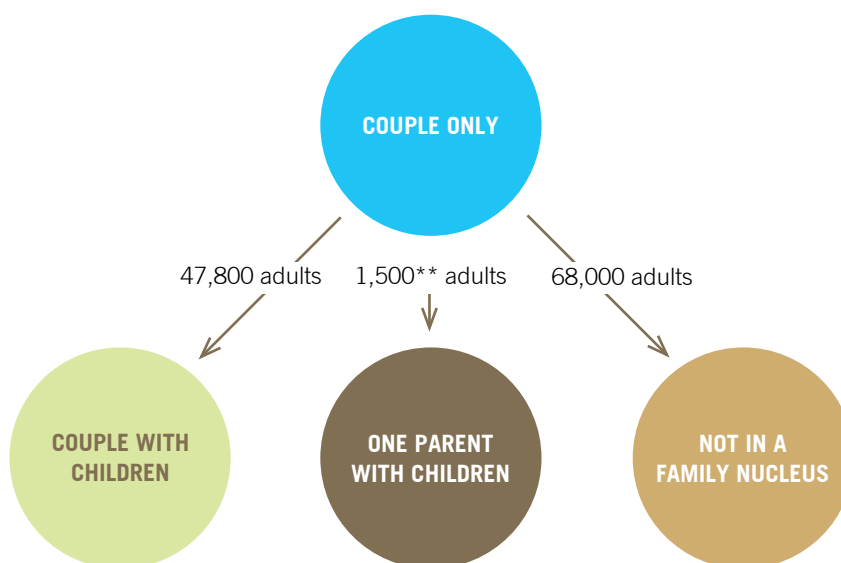 COUPLE ONLY
47,800 adults
1,500** adults
68,000 adults
COUPLE WITH
CHILDREN
ONE PARENT
WITH CHILDREN
NOT IN A
FAMILY NUCLEUS